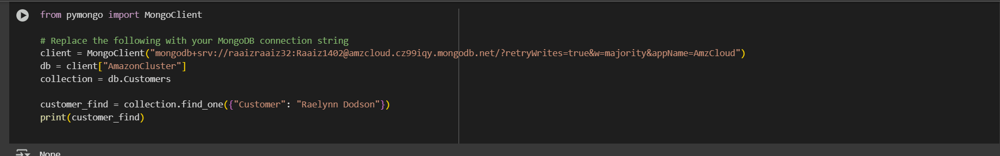 from pymongo import MongoClient
# Replace the following with your MongoDB connection string
client = MongoClient("mongodb+srv://raaizraaiz32:Raaiz1402@amzcloud.cz99iqy.mongodb.net/?retryWrites=true&w=majority&appName=AmzCloud")
db = client["AmazonCluster"]
collection = db.Customers
customer_find = collection.find_one({"Customer": "Raelynn Dodson"})
print(customer_find)
None